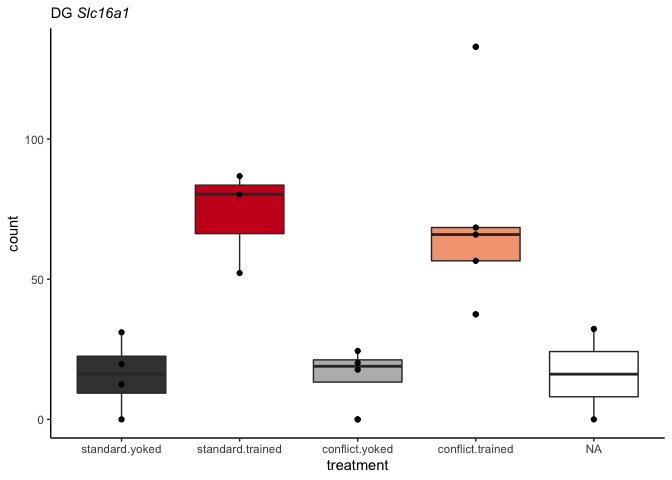 DG Slc16a1
100
50
0
count
standard.yoked
standard.trained
conflict.yoked
conflict.trained
NA
treatment